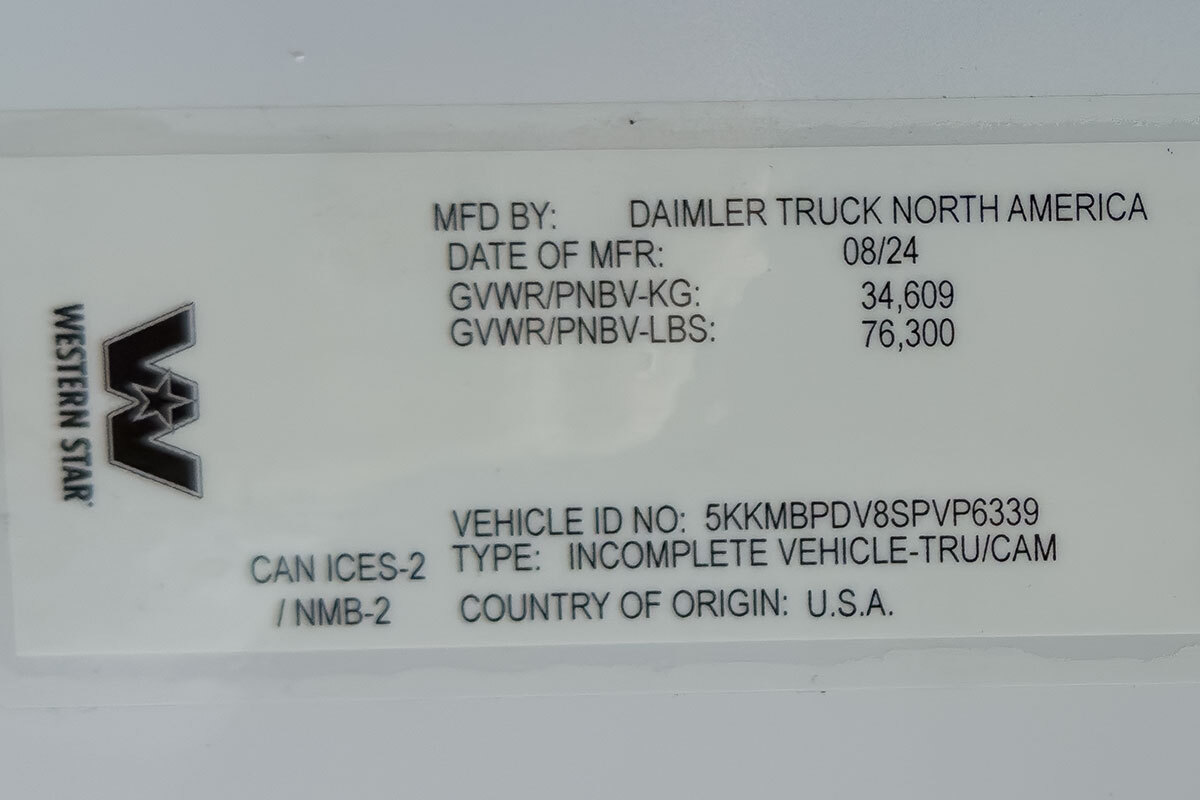 MFD BY: DAIMLER TRUCK NORTH AMERICA
DATE OF MFR: 08/24
GVWR/PNBV-KG: 34,609
GVWR/PNBV-LBS: 76,300
WESTERN STAR
VEHICLE ID NO: 5KKMBPDV8SPVP6339
CAN ICES-2 TYPE: INCOMPLETE VEHICLE-TRU/CAM
/ NMB-2 COUNTRY OF ORIGIN: U.S.A.